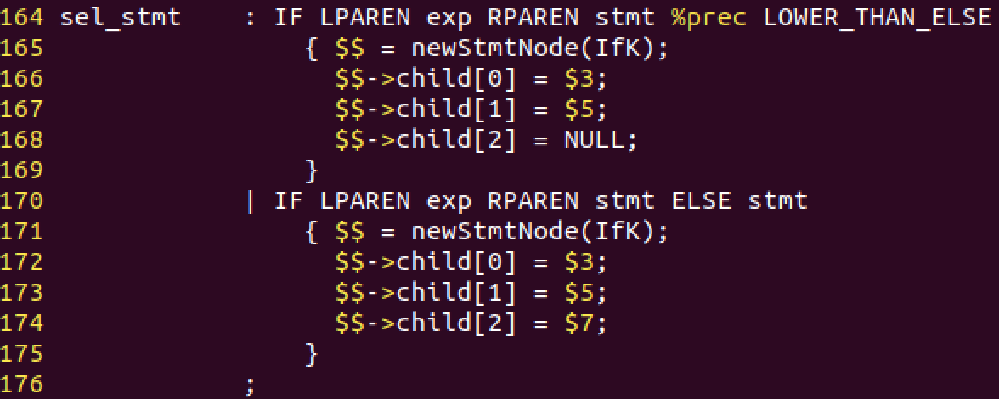 164 sel_stmt    : IF LPAREN exp RPAREN stmt %prec LOWER_THAN_ELSE
165                 { $$ = newStmtNode(IfK);
166                   $$->child[0] = $3;
167                   $$->child[1] = $5;
168                   $$->child[2] = NULL;
169                 }
170             | IF LPAREN exp RPAREN stmt ELSE stmt
171                 { $$ = newStmtNode(IfK);
172                   $$->child[0] = $3;
173                   $$->child[1] = $5;
174                   $$->child[2] = $7;
175                 }
176             ;